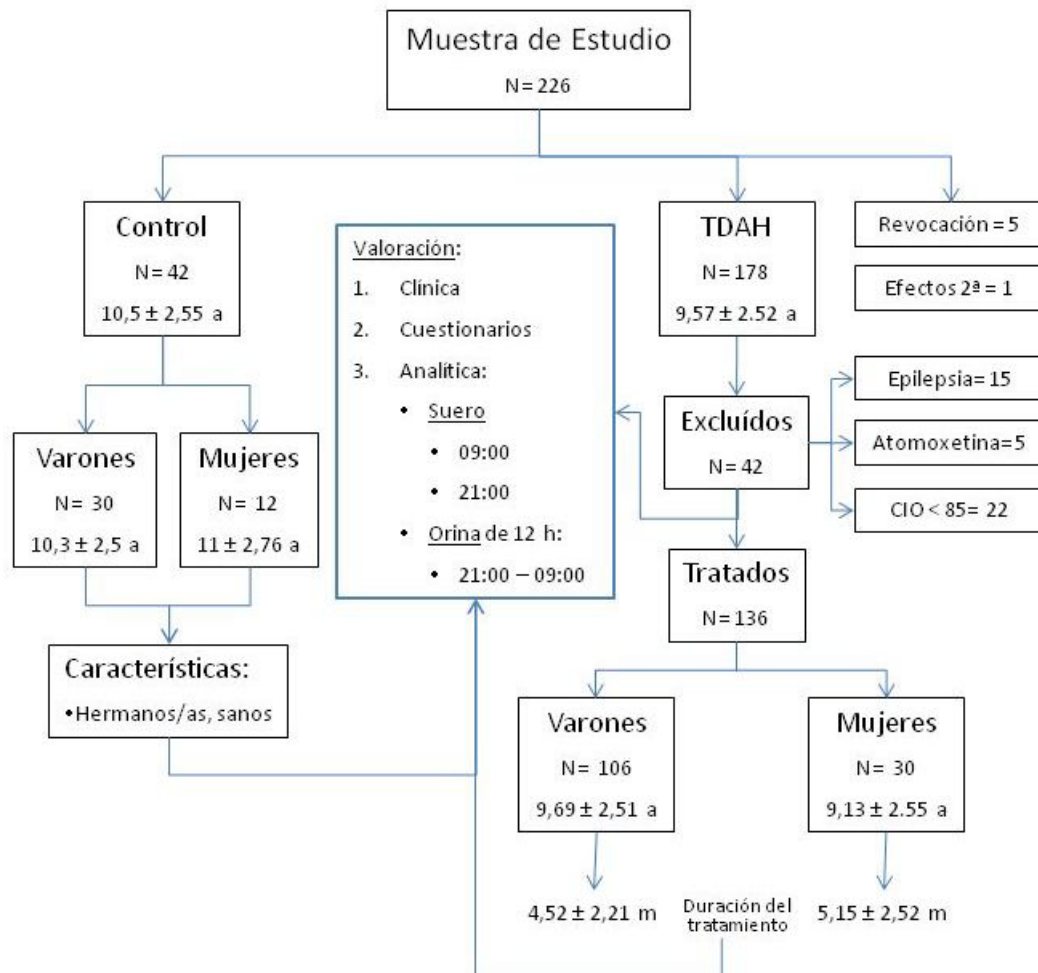 Muestra de Estudio
N= 226
Control
N= 42
10,5 ± 2,55 a
Varones
N= 30
10,3 ± 2,5 a
Mujeres
N= 12
11 ± 2,76 a
Características:
•Hermanos/as, sanos
Valoración:
1. Clínica
2. Cuestionarios
3. Analítica:
• Suero
• 09:00
• 21:00
• Orina de 12 h:
• 21:00 – 09:00
TDAH
N= 178
9,57 ± 2.52 a
Revocación = 5
Efectos 2ª = 1
Excluídos
N= 42
Epilepsia= 15
Atomoxetina=5
CIO < 85= 22
Tratados
N= 136
Varones
N= 106
9,69 ± 2,51 a
Mujeres
N= 30
9,13 ± 2.55 a
4,52 ± 2,21 m
Duración del
tratamiento
5,15 ± 2,52 m